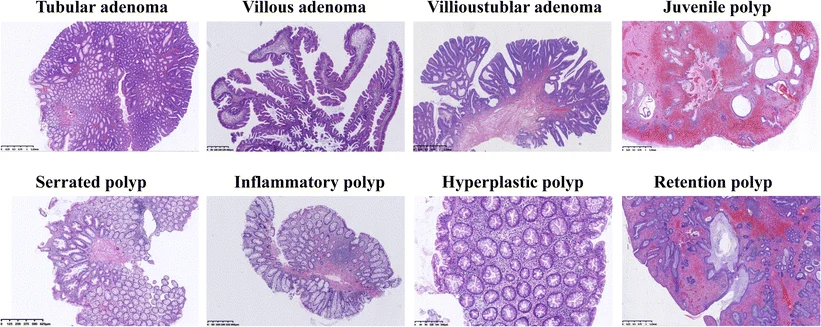 Tubular adenoma
Villous adenoma
Villioustublar adenoma
Juvenile polyp
Serrated polyp
Inflammatory polyp
Hyperplastic polyp
Retention polyp